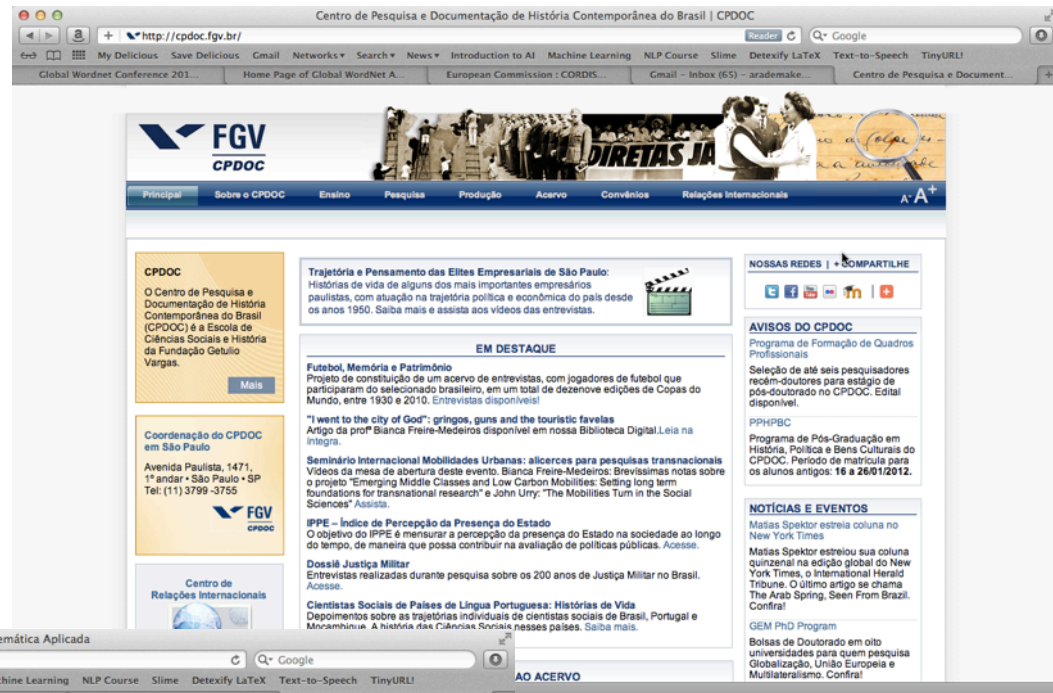 Centro de Pesquisa e Documentação de História Contemporânea do Brasil | CPDOC
http://cpdoc.fgv.br/
Reader
Google
My Delicious Save Delicious Gmail Networks Search News Introduction to AI Machine Learning NLP Course Slime Detexify LaTeX Text-to-Speech TinyURL!
Global Wordnet Conference 201... Home Page of Global WordNet A... European Commission : CORDIS... Gmail – Inbox (65) – arademake... Centro de Pesquisa e Document...
FGV
CPDOC
DIRETAS JÁ
Principal Sobre o CPDOC Ensino Pesquisa Produção Acervo Convênios Relações Internacionais A- A+
CPDOC
O Centro de Pesquisa e
Documentação de História
Contemporânea do Brasil
(CPDOC) é a Escola de
Ciências Sociais e História
da Fundação Getulio
Vargas.
Mais
Coordenação do CPDOC
em São Paulo
Avenida Paulista, 1471,
1º andar • São Paulo • SP
Tel: (11) 3799 -3755
FGV
CPDOC
Centro de
Relações Internacionais
Trajetória e Pensamento das Elites Empresariais de São Paulo:
Histórias de vida de alguns dos mais importantes empresários
paulistas, com atuação na trajetória política e econômica do país desde
os anos 1950. Saiba mais e assista aos vídeos das entrevistas.
EM DESTAQUE
Futebol, Memória e Patrimônio
Projeto de constituição de um acervo de entrevistas, com jogadores de futebol que
participaram do selecionado brasileiro, em um total de dezenove edições de Copas do
Mundo, entre 1930 e 2010. Entrevistas disponíveis!
"I went to the city of God": gringos, guns and the touristic favelas
Artigo da profª Bianca Freire-Medeiros disponível em nossa Biblioteca Digital.Leia na
íntegra.
Seminário Internacional Mobilidades Urbanas: alicerces para pesquisas transnacionais
Vídeos da mesa de abertura deste evento. Bianca Freire-Medeiros: Brevíssimas notas sobre
o projeto "Emerging Middle Classes and Low Carbon Mobilities: Setting long term
foundations for transnational research" e John Urry: "The Mobilities Turn in the Social
Sciences" Assista.
IPPE – Índice de Percepção da Presença do Estado
O objetivo do IPPE é mensurar a percepção da presença do Estado na sociedade ao longo
do tempo, de maneira que possa contribuir na avaliação de políticas públicas. Acesse.
Dossiê Justiça Militar
Entrevistas realizadas durante pesquisa sobre os 200 anos de Justiça Militar no Brasil.
Acesse.
Cientistas Sociais de Países de Língua Portuguesa: Histórias de Vida
Depoimentos sobre as trajetórias individuais de cientistas sociais de Brasil, Portugal e
Moçambique. A história das Ciências Sociais nesses países. Saiba mais.
AO ACERVO
NOSSAS REDES | + COMPARTILHE
AVISOS DO CPDOC
Programa de Formação de Quadros
Profissionais
Seleção de até seis pesquisadores
recém-doutores para estágio de
pós-doutorado no CPDOC. Edital
disponível.
PPHPBC
Programa de Pós-Graduação em
História, Política e Bens Culturais do
CPDOC. Período de matrícula para
os alunos antigos: 16 a 26/01/2012.
NOTÍCIAS E EVENTOS
Matias Spektor estreia coluna no
New York Times
Matias Spektor estreiou sua coluna
quinzenal na edição global do New
York Times, o International Herald
Tribune. O último artigo se chama
The Arab Spring, Seen From Brazil.
Confira!
GEM PhD Program
Bolsas de Doutorado em oito
universidades para quem pesquisa
Globalização, União Europeia e
Multilateralismo. Confira!
emática Aplicada
Google
chine Learning NLP Course Slime Detexify LaTeX Text-to-Speech TinyURL!